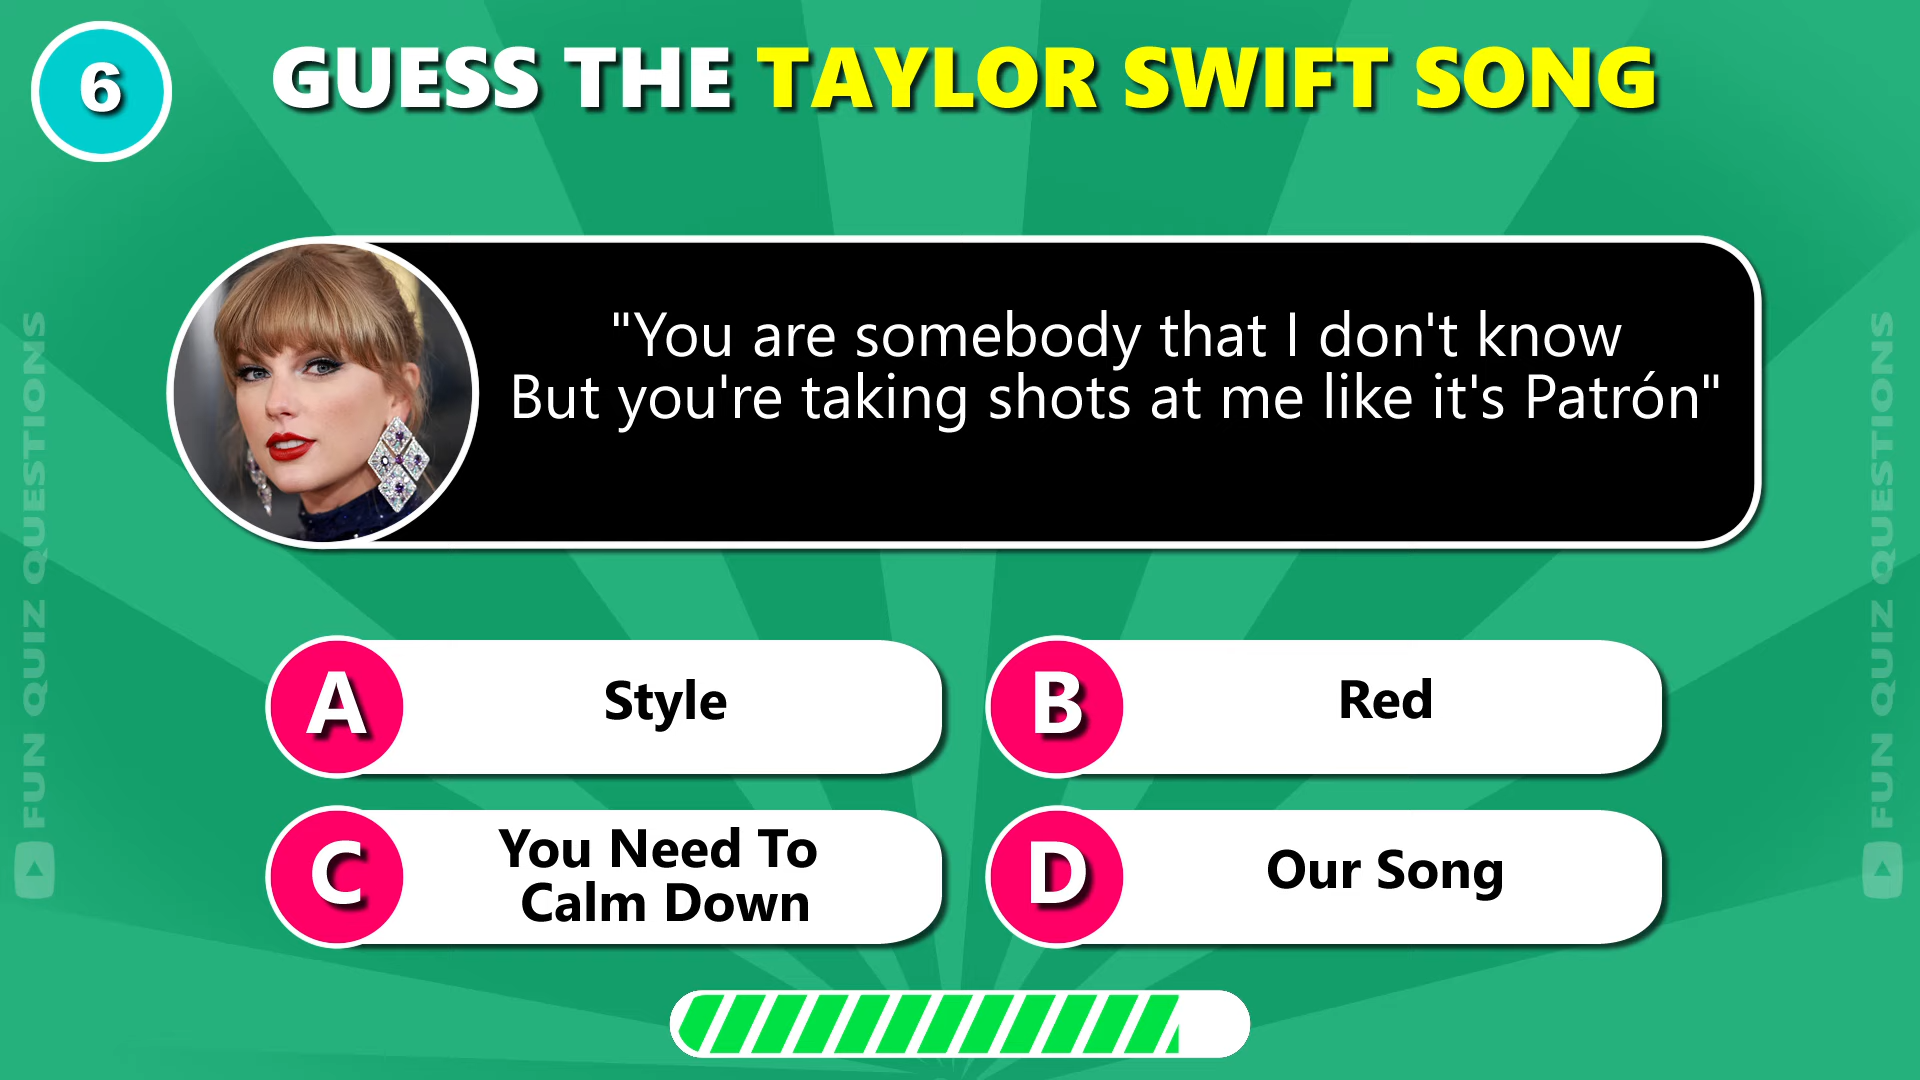 6
GUESS THE TAYLOR SWIFT SONG
"You are somebody that I don't know
But you're taking shots at me like it's Patrón"
A
Style
B
Red
C
You Need To
Calm Down
D
Our Song
FUN QUIZ QUESTIONS
FUN QUIZ QUESTIONS